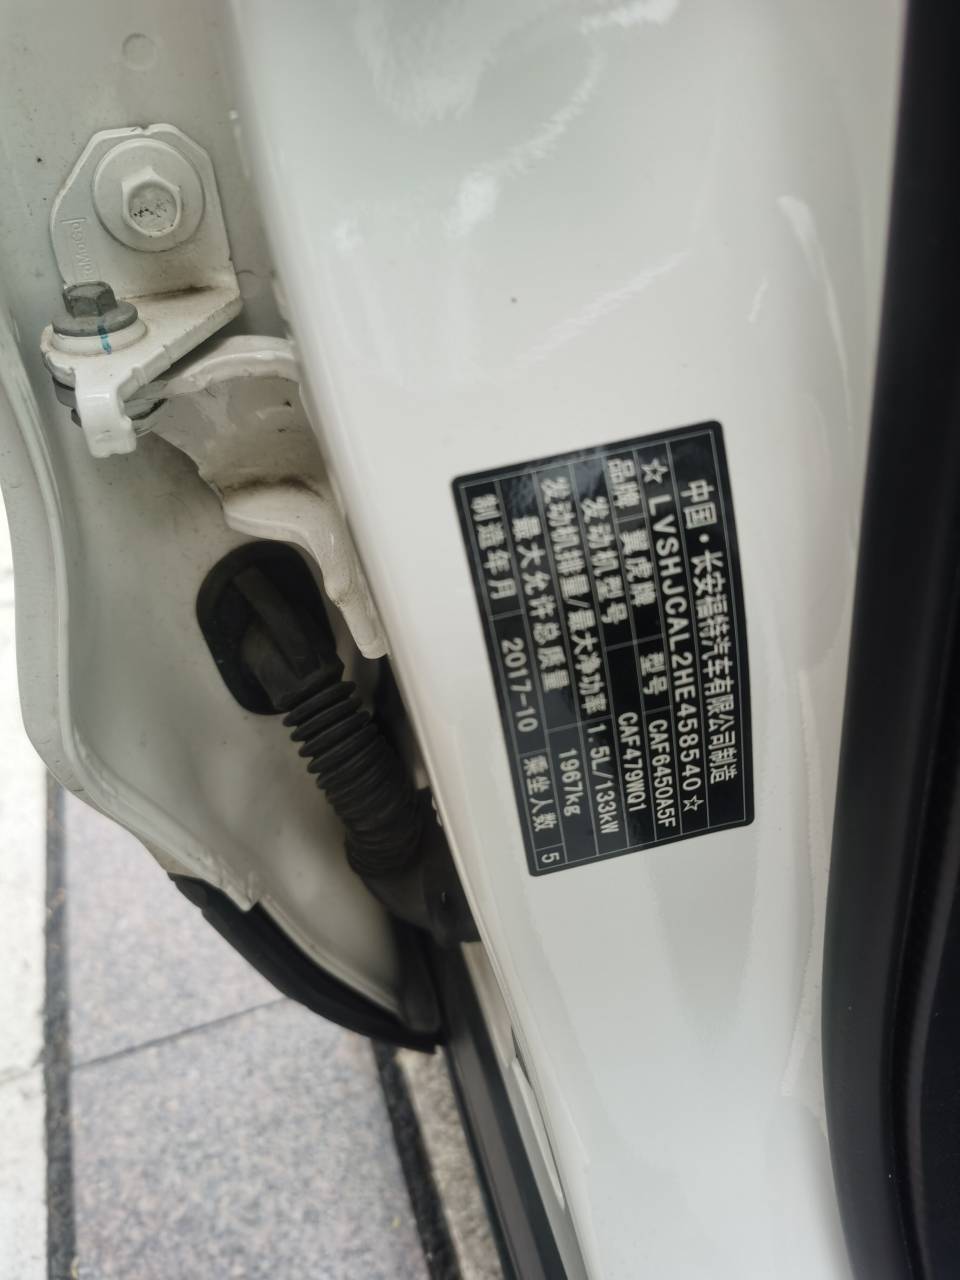 中国·长安福特汽车有限公司制造
☆LVSHJCAL2HE458540☆
品牌 翼虎牌 型号 CAF6450A5F
发动机型号 CAF479WQ1
发动机排量/最大净功率 1.5L/133kW
最大允许总质量 1967kg
制造年月 2017-10 乘坐人数 5